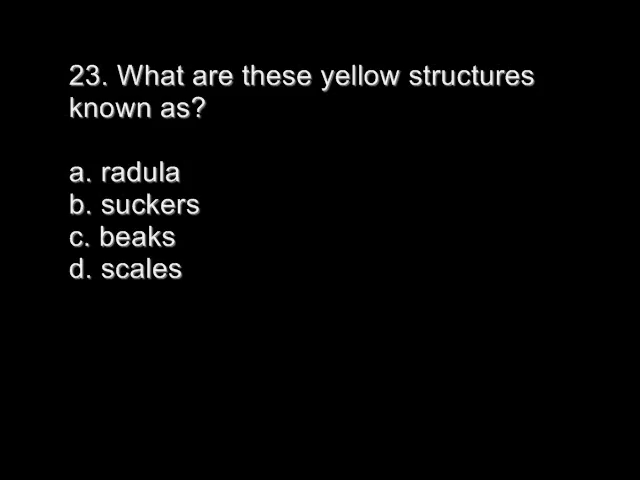 23. What are these yellow structures
known as?
a. radula
b. suckers
c. beaks
d. scales